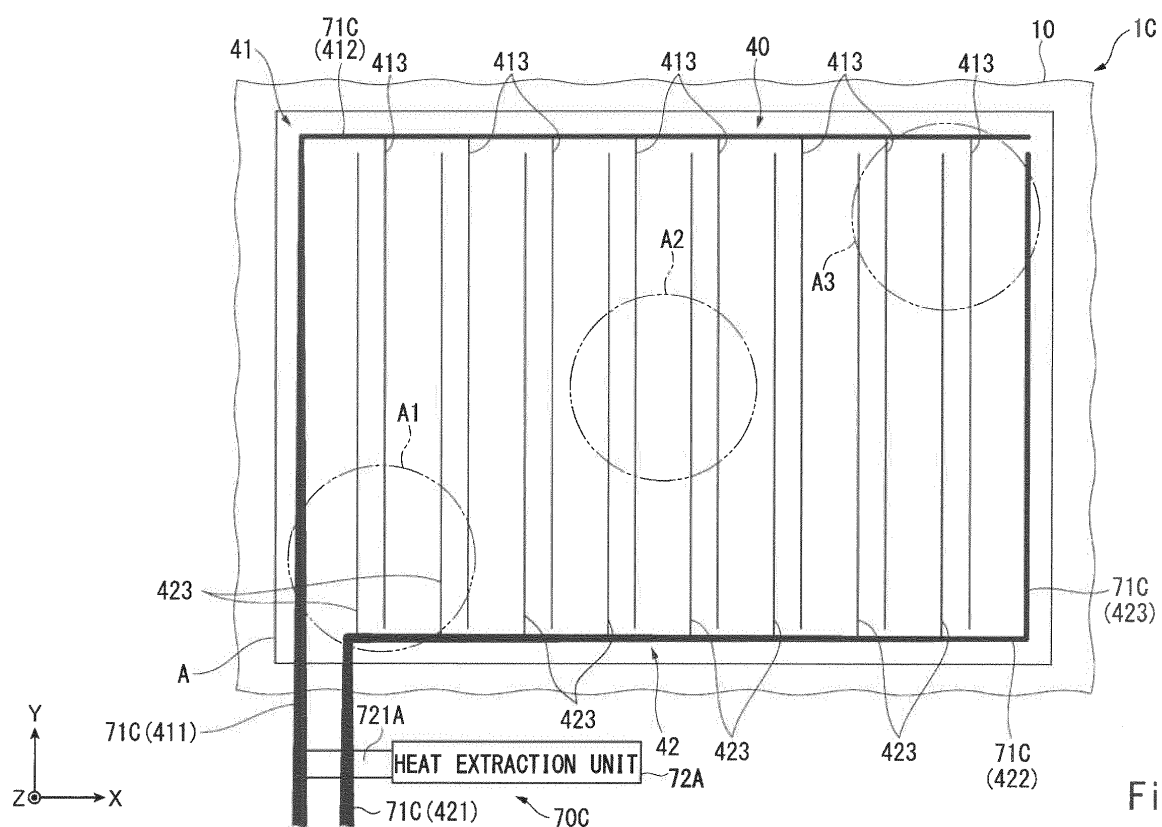 71C
(412)
41
413
413
40
413
413
10
413
1C
A2
A3
A1
423
A
71C
(423)
71C(411)
721A
423
42
423
423
71C
(422)
HEAT EXTRACTION UNIT
72A
71C(421)
70C
Y
Z
X
Fi